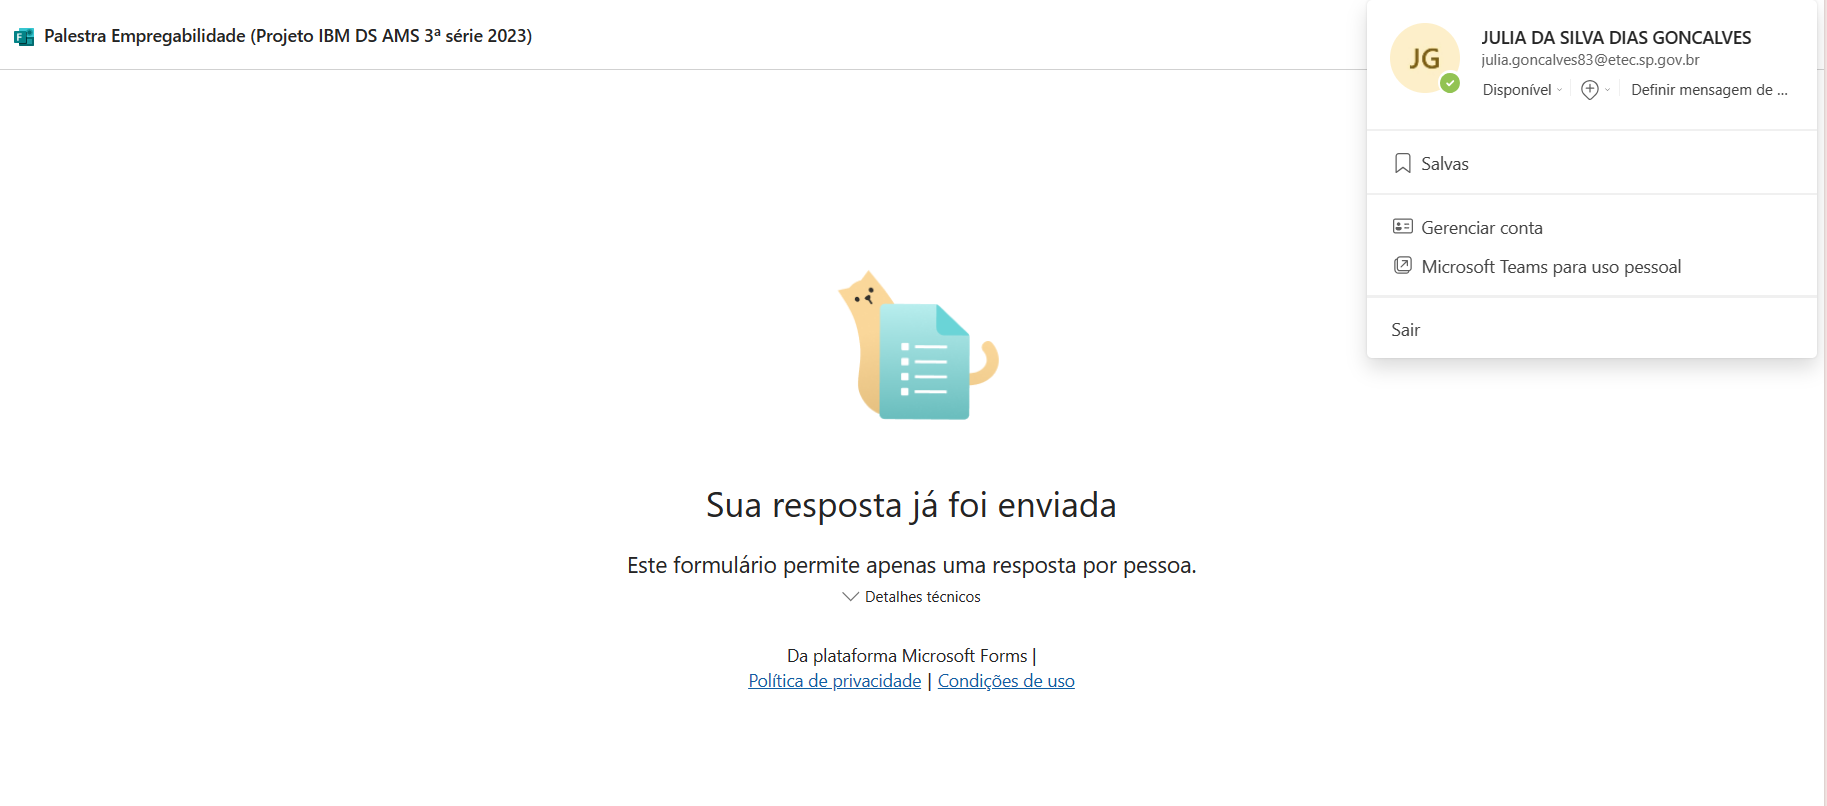 Palestra Empregabilidade (Projeto IBM DS AMS 3ª série 2023)
JG
JULIA DA SILVA DIAS GONCALVES
julia.goncalves83@etec.sp.gov.br
Disponível
Definir mensagem de ...
Salvas
Gerenciar conta
Microsoft Teams para uso pessoal
Sair
Sua resposta já foi enviada
Este formulário permite apenas uma resposta por pessoa.
Detalhes técnicos
Da plataforma Microsoft Forms |
Política de privacidade | Condições de uso